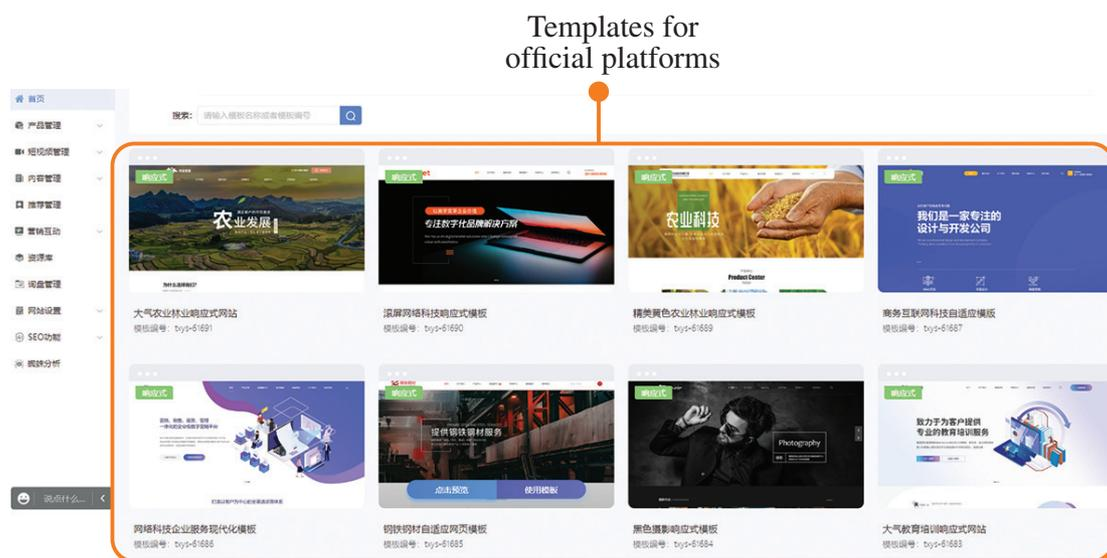 Templates for
official platforms
首页
搜索：
请输入模板名称或者模板编号
产品管理
短视频管理
内容管理
推荐管理
营销互动
资源库
询盘管理
网站设置
SEO功能
蜘蛛分析
说点什么...
响应式
农业发展
为什么选择我们?
大气农业林业响应式网站
模板编号：txys-61691
响应式
专注数字化品牌解决方案
滚屏网络科技响应式模板
模板编号：txys-61690
响应式
农业科技
Product Center
精美黄色农业林业响应式模板
模板编号：txys-61689
响应式
我们是一家专注的
设计与开发公司
商务互联网科技自适应模版
模板编号：txys-61687
响应式
网络科技企业服务现代化模板
模板编号：txys-61686
响应式
提供钢铁钢材服务
点击预览
使用模板
钢铁钢材自适应网页模板
模板编号：txys-61685
响应式
Photography
黑色摄影响应式模板
模板编号：txys-61684
响应式
致力于为客户提供
专业的教育培训服务
大气教育培训响应式网站
模板编号：txys-61683